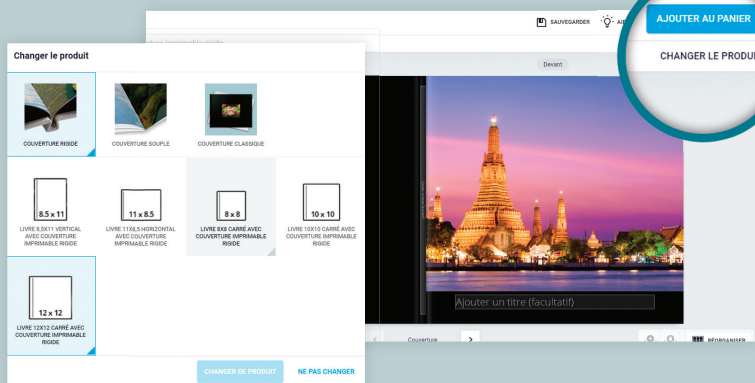 SAUVEGARDER
AJOUTER AU PANIER
CHANGER LE PRODUI
Devant
Changer le produit
COUVERTURE RIGIDE
COUVERTURE SOUPLE
COUVERTURE CLASSIQUE
8.5 x 11
LIVRE 8,5X11 VERTICAL
AVEC COUVERTURE
IMPRIMABLE RIGIDE
11 x 8.5
LIVRE 11X8,5 HORIZONTAL
AVEC COUVERTURE
IMPRIMABLE RIGIDE
8 x 8
LIVRE 8X8 CARRÉ AVEC
COUVERTURE IMPRIMABLE
RIGIDE
10 x 10
LIVRE 10X10 CARRÉ AVEC
COUVERTURE IMPRIMABLE
RIGIDE
12 x 12
LIVRE 12X12 CARRÉ AVEC
COUVERTURE IMPRIMABLE
RIGIDE
Ajouter un titre (facultatif)
Couverture
RÉORGANISER
CHANGER DE PRODUIT
NE PAS CHANGER